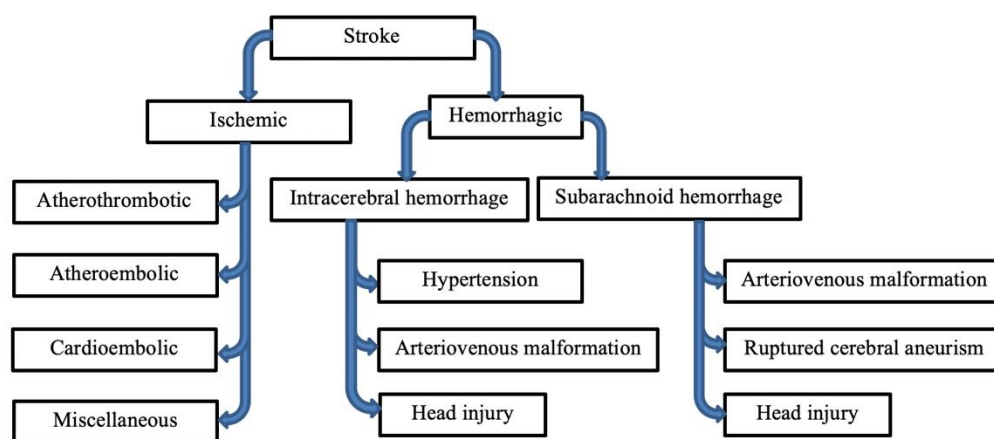 Stroke
Ischemic
Hemorrhagic
Atherothrombotic
Intracerebral hemorrhage
Subarachnoid hemorrhage
Atheroembolic
Hypertension
Arteriovenous malformation
Cardioembolic
Arteriovenous malformation
Ruptured cerebral aneurism
Miscellaneous
Head injury
Head injury